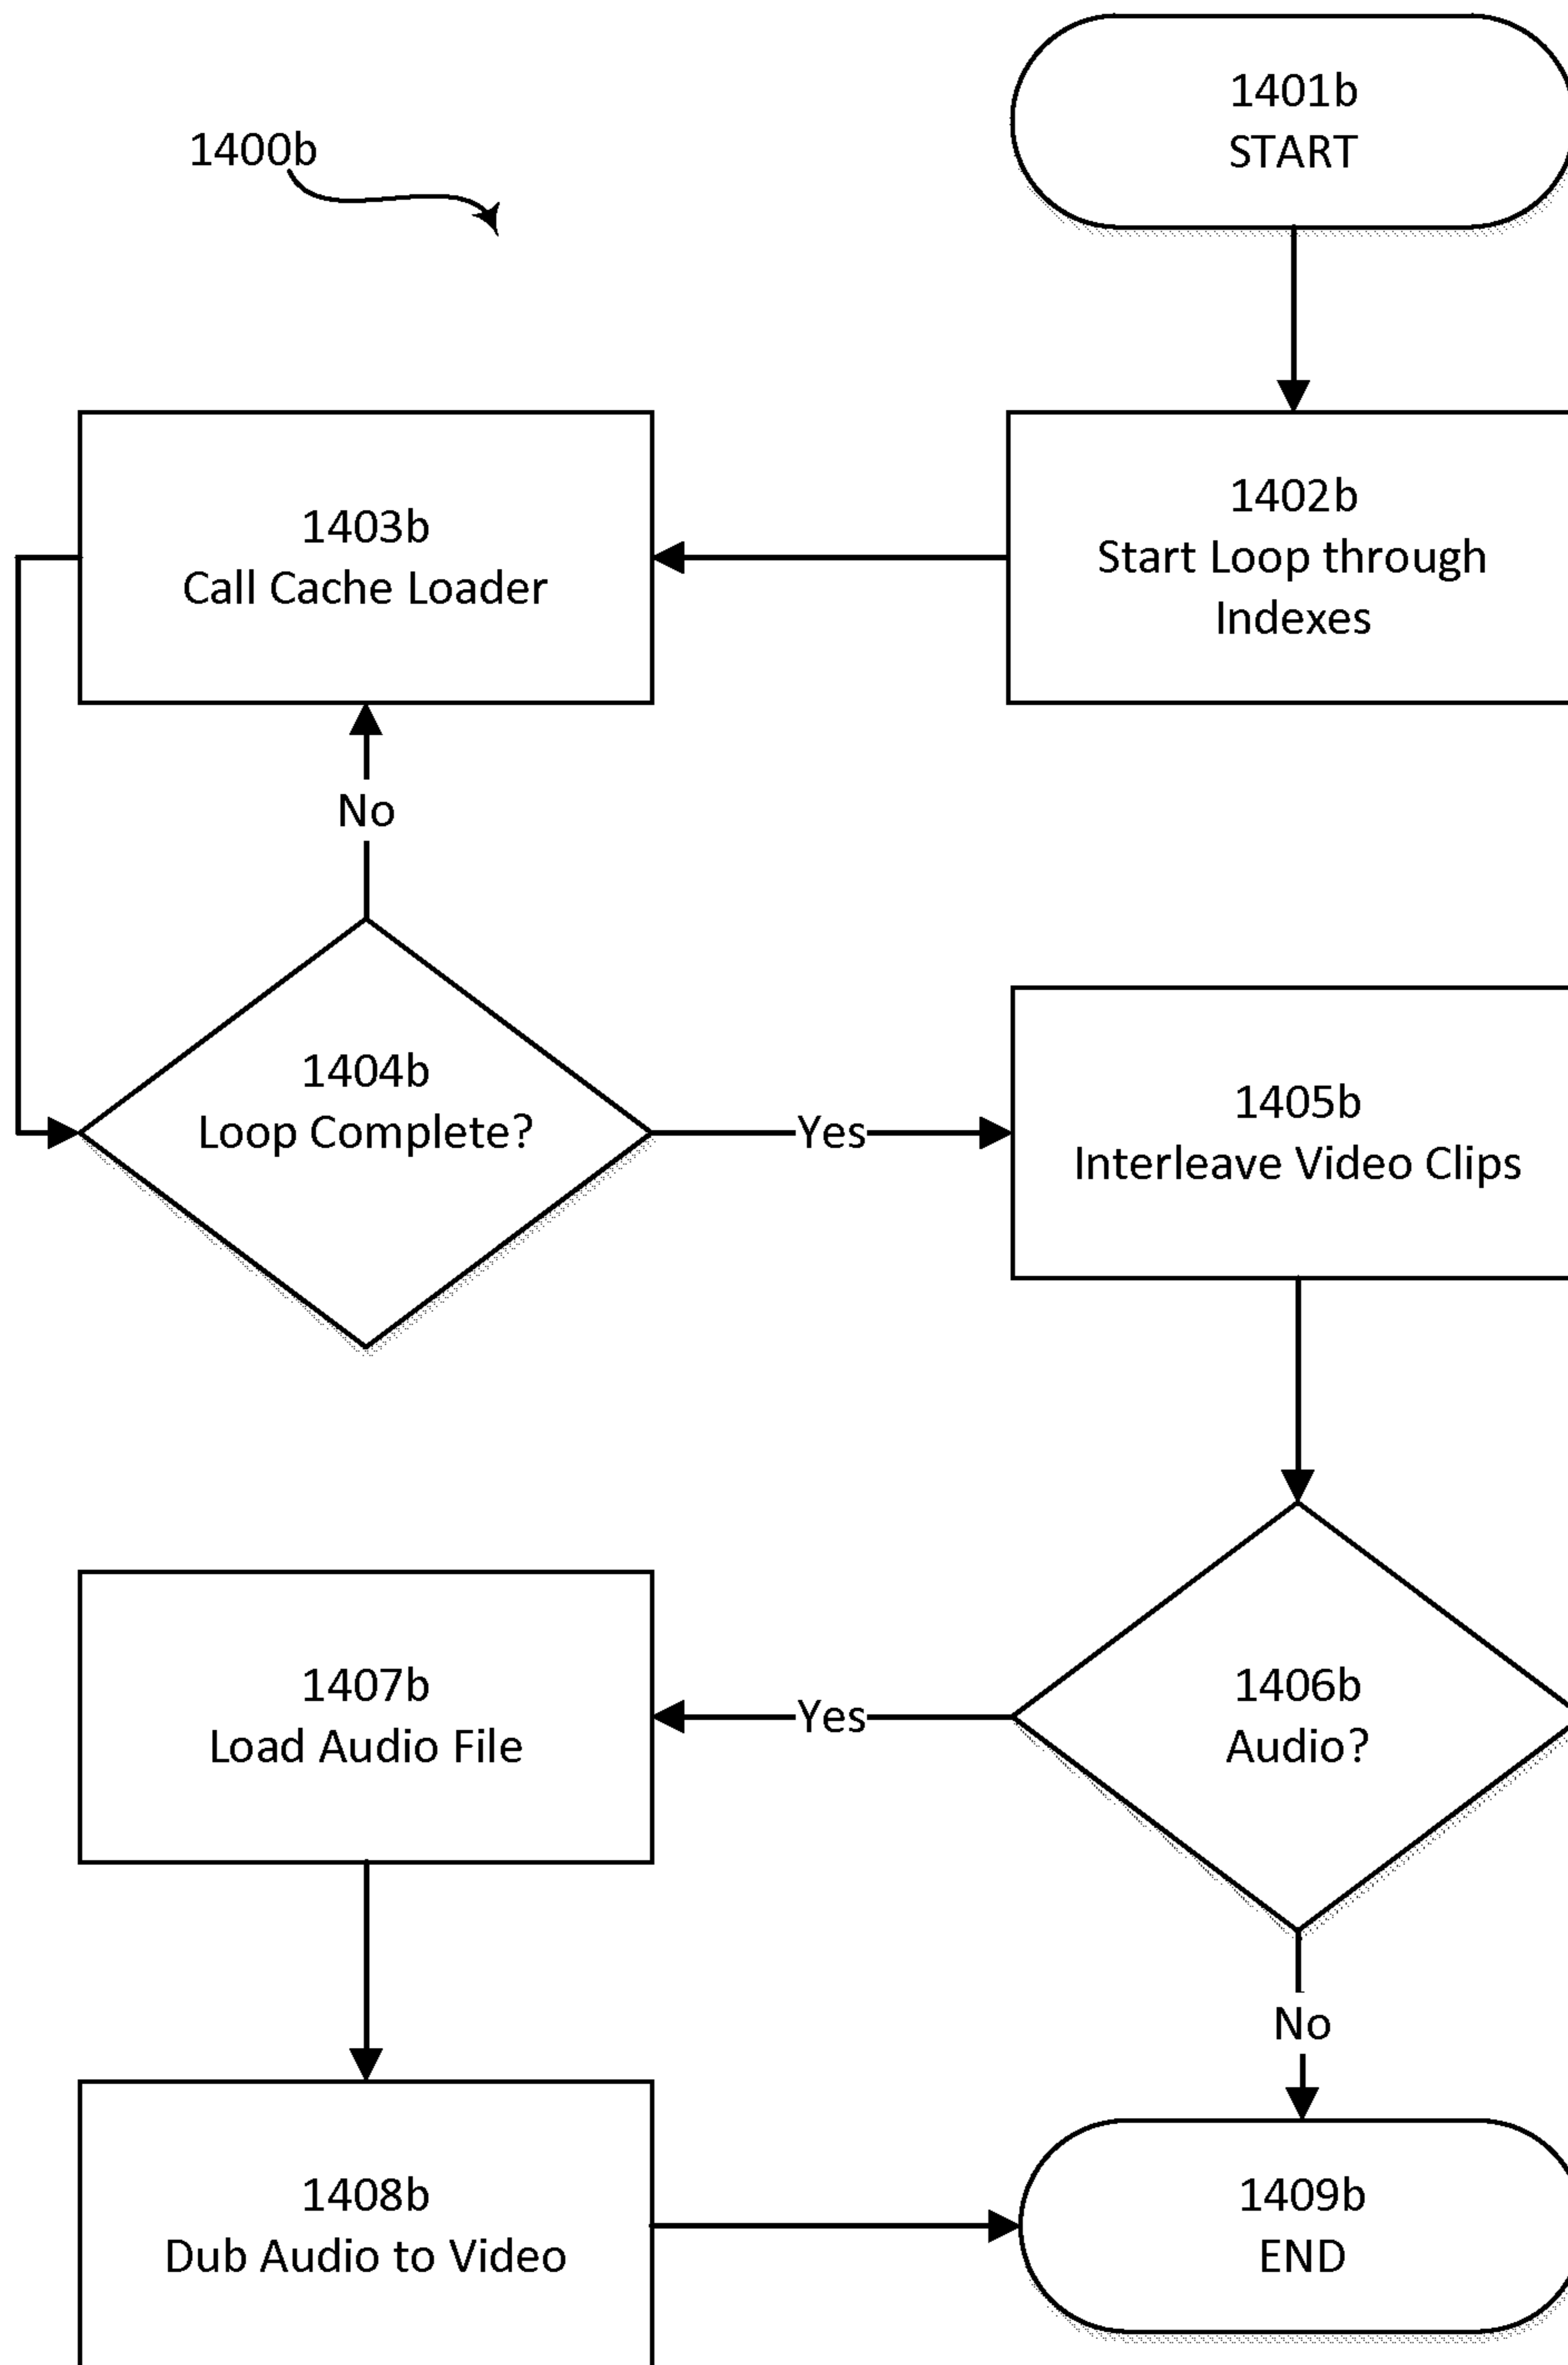 1400b
1401b
START
1402b
Start Loop through
Indexes
1403b
Call Cache Loader
No
1404b
Loop Complete?
Yes
1405b
Interleave Video Clips
1406b
Audio?
Yes
1407b
Load Audio File
No
1408b
Dub Audio to Video
1409b
END